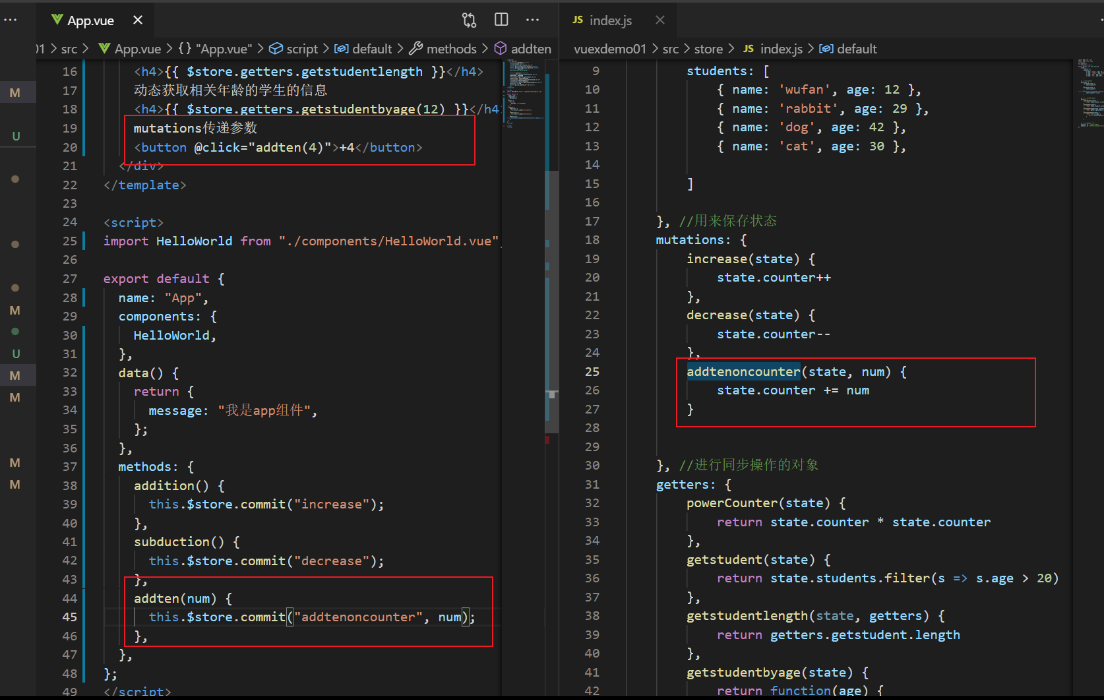 App.vue
01 > src > App.vue > {} "App.vue" > script > default > methods > addten
16 <h4>{{ $store.getters.getstudentlength }}</h4>
17 动态获取相关年龄的学生的信息
18 <h4>{{ $store.getters.getstudentbyage(12) }}</h4
19 mutations传递参数
20 <button @click="addten(4)">+4</button>
21 </div>
22 </template>
23
24 <script>
25 import HelloWorld from "./components/HelloWorld.vue"
26
27 export default {
28 name: "App",
29 components: {
30 HelloWorld,
31 },
32 data() {
33 return {
34 message: "我是app组件",
35 };
36 },
37 methods: {
38 addition() {
39 this.$store.commit("increase");
40 },
41 subduction() {
42 this.$store.commit("decrease");
43 },
44 addten(num) {
45 this.$store.commit("addtenoncounter", num);
46 },
47 },
48 };
49 </script>
M
U
M
U
M
M
M
M
JS index.js
vuexdemo01 > src > store > JS index.js > default
9 students: [
10 { name: 'wufan', age: 12 },
11 { name: 'rabbit', age: 29 },
12 { name: 'dog', age: 42 },
13 { name: 'cat', age: 30 },
14
15 ]
16
17 }, //用来保存状态
18 mutations: {
19 increase(state) {
20 state.counter++
21 },
22 decrease(state) {
23 state.counter--
24 },
25 addtenoncounter(state, num) {
26 state.counter += num
27 }
28
29
30 }, //进行同步操作的对象
31 getters: {
32 powerCounter(state) {
33 return state.counter * state.counter
34 },
35 getstudent(state) {
36 return state.students.filter(s => s.age > 20)
37 },
38 getstudentlength(state, getters) {
39 return getters.getstudent.length
40 },
41 getstudentbyage(state) {
42 return function(age) {